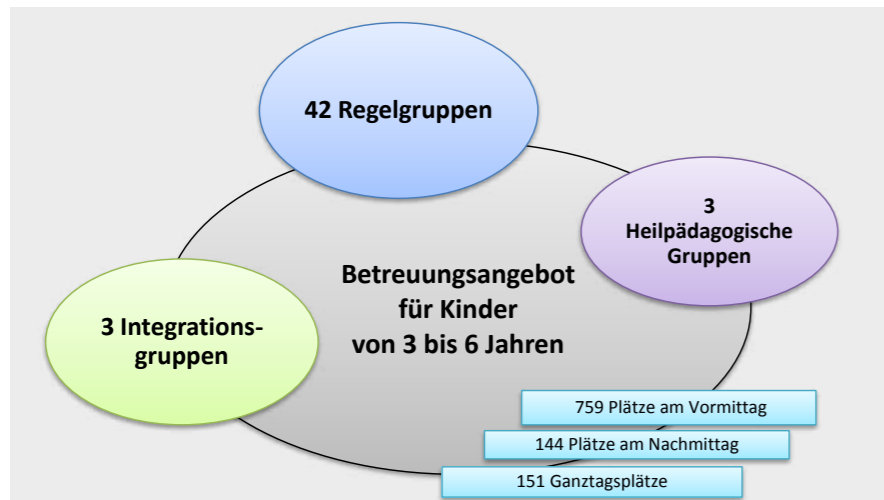 42 Regelgruppen
3
Heilpädagogische
Gruppen
Betreuungsangebot
für Kinder
von 3 bis 6 Jahren
3 Integrations-
gruppen
759 Plätze am Vormittag
144 Plätze am Nachmittag
151 Ganztagsplätze